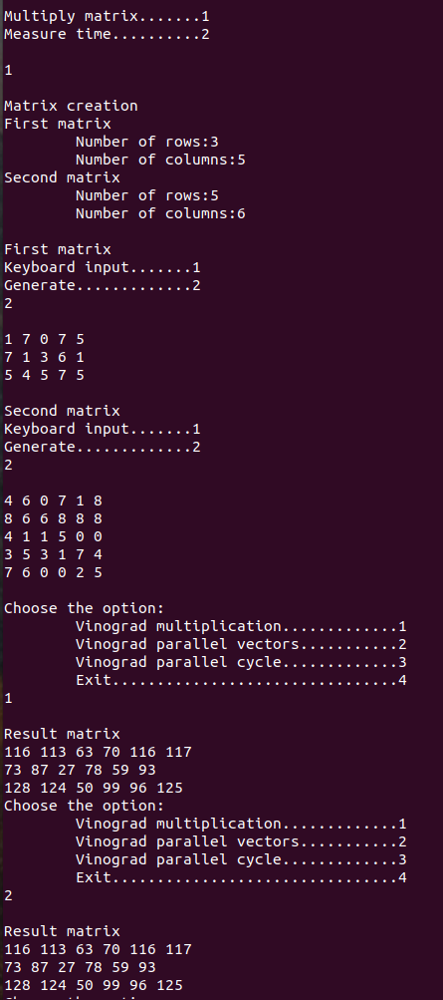 Multiply matrix.......1
Measure time..........2
1
Matrix creation
First matrix
Number of rows:3
Number of columns:5
Second matrix
Number of rows:5
Number of columns:6
First matrix
Keyboard input.......1
Generate.............2
2
1 7 0 7 5
7 1 3 6 1
5 4 5 7 5
Second matrix
Keyboard input.......1
Generate.............2
2
4 6 0 7 1 8
8 6 6 8 8 8
4 1 1 5 0 0
3 5 3 1 7 4
7 6 0 0 2 5
Choose the option:
Vinograd multiplication.............1
Vinograd parallel vectors...........2
Vinograd parallel cycle.............3
Exit................................4
1
Result matrix
116 113 63 70 116 117
73 87 27 78 59 93
128 124 50 99 96 125
Choose the option:
Vinograd multiplication.............1
Vinograd parallel vectors...........2
Vinograd parallel cycle.............3
Exit................................4
2
Result matrix
116 113 63 70 116 117
73 87 27 78 59 93
128 124 50 99 96 125